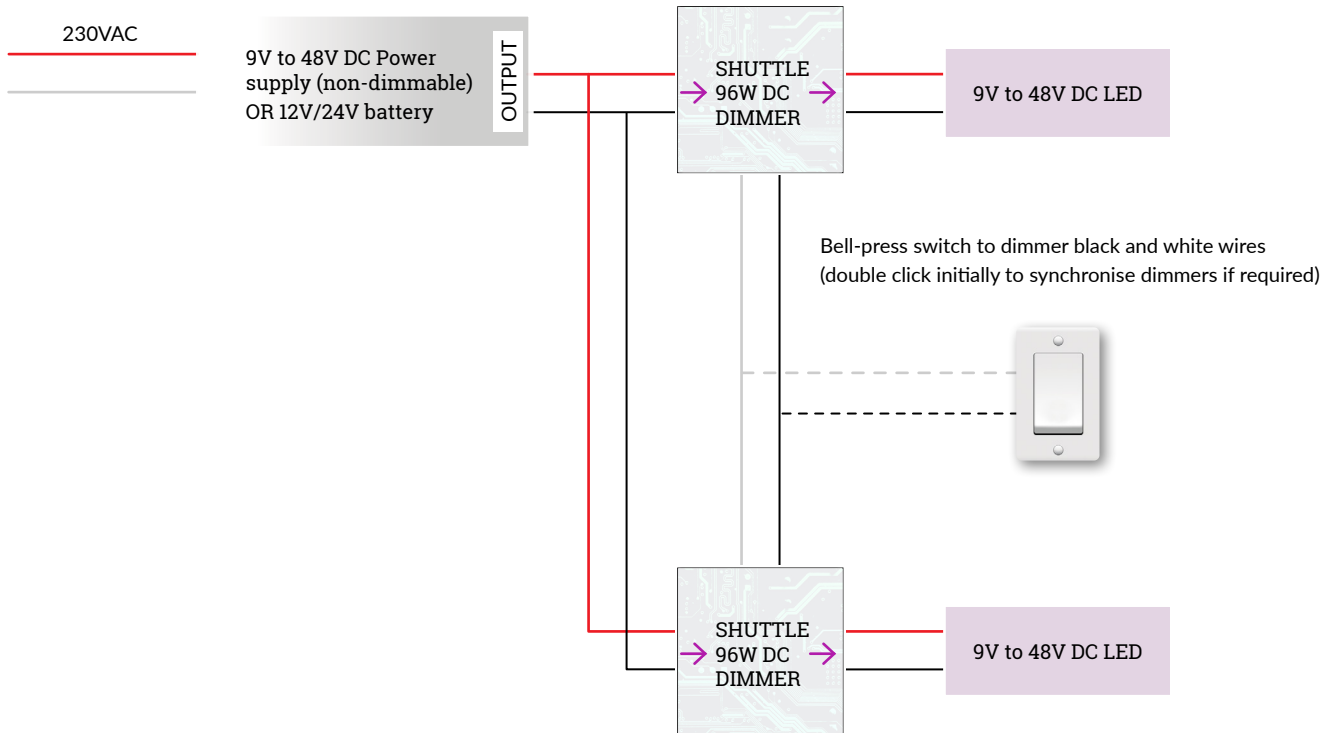 230VAC
9V to 48V DC Power
supply (non-dimmable)
OR 12V/24V battery
OUTPUT
SHUTTLE
96W DC
DIMMER
9V to 48V DC LED
Bell-press switch to dimmer black and white wires
(double click initially to synchronise dimmers if required)
SHUTTLE
96W DC
DIMMER
9V to 48V DC LED